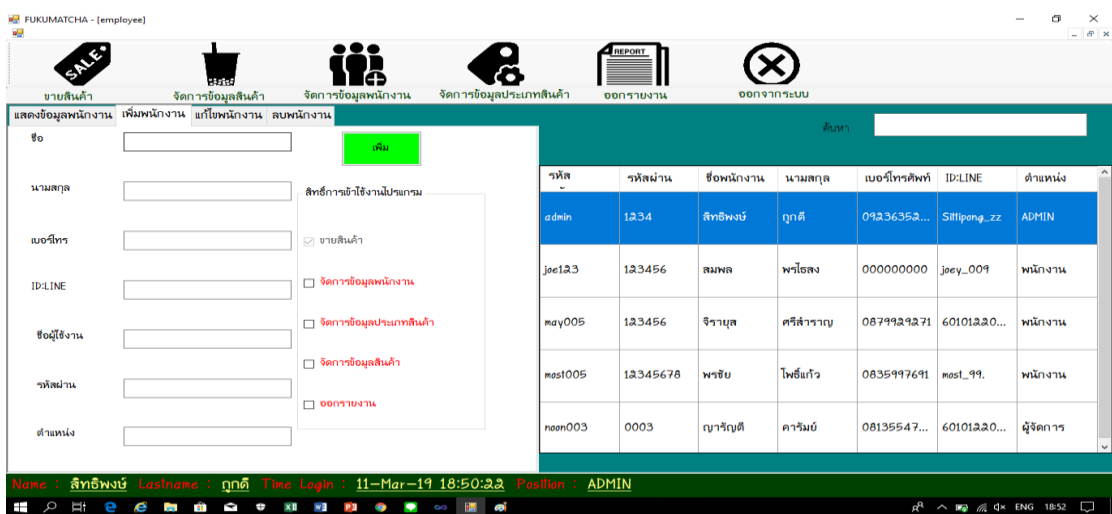 FUKUMATCHA - [employee]
SALE
REPORT
ขายสินค้า จัดการข้อมูลสินค้า จัดการข้อมูลพนักงาน จัดการข้อมูลประเภทสินค้า ออกรายงาน ออกจากระบบ
แสดงข้อมูลพนักงาน เพิ่มพนักงาน แก้ไขพนักงาน ลบพนักงาน
ค้นหา
ชื่อ
เพิ่ม
นามสกุล
สิทธิ์การเข้าใช้งานโปรแกรม
เบอร์โทร
ขายสินค้า
ID:LINE
จัดการข้อมูลพนักงาน
จัดการข้อมูลประเภทสินค้า
ชื่อผู้ใช้งาน
จัดการข้อมูลสินค้า
รหัสผ่าน
ออกรายงาน
ตำแหน่ง
รหัส รหัสผ่าน ชื่อพนักงาน นามสกุล เบอร์โทรศัพท์ ID:LINE ตำแหน่ง
admin 1234 สิทธิพงษ์ ถูกดี 09236352... Sittipong_zz ADMIN
joe123 123456 สมพล พรไธสง 000000000 joey_009 พนักงาน
may005 123456 จิรายุส ศรีสำราญ 0879929271 60101220... พนักงาน
most005 12345678 พรชัย โพธิ์แก้ว 0835997691 most_99. พนักงาน
noon003 0003 ญารัญดี คารัมย์ 08135547... 60101220... ผู้จัดการ
Name : สิทธิพงษ์ Lastname : ถูกดี Time Login : 11-Mar-19 18:50:22 Position : ADMIN
ENG 18:52